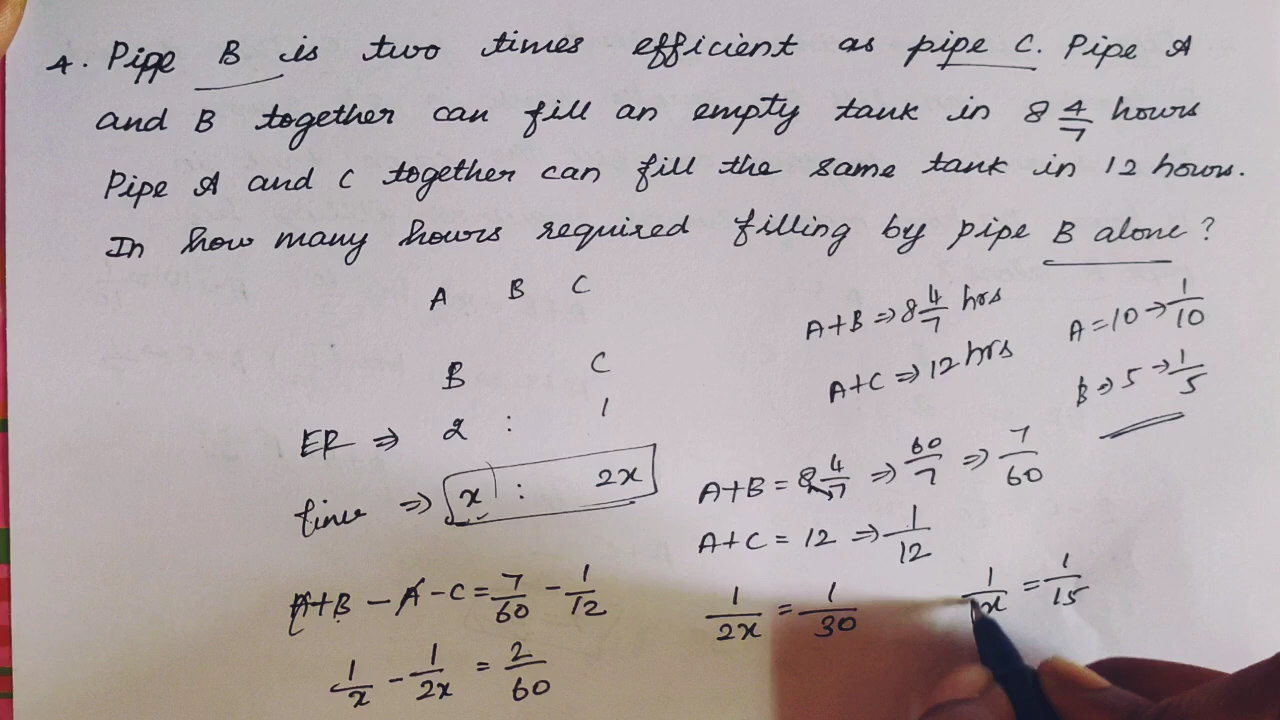 4. Pipe B is two times efficient as pipe C. Pipe A
and B together can fill an empty tank in 8 4/7 hours
Pipe A and C together can fill the same tank in 12 hours.
In how many hours required filling by pipe B alone?
A B C
A+B ⇒ 8 4/7 hrs
A = 10 → 1/10
A+C ⇒ 12 hrs
B ⇒ 5 → 1/5
B C
ER ⇒ 2 : 1
time ⇒ x : 2x
A+B = 8 4/7 ⇒ 60/7 ⇒ 7/60
A+C = 12 ⇒ 1/12
A+B - A - C = 7/60 - 1/12
1/2x = 1/30
1/x = 1/15
1/x - 1/2x = 2/60